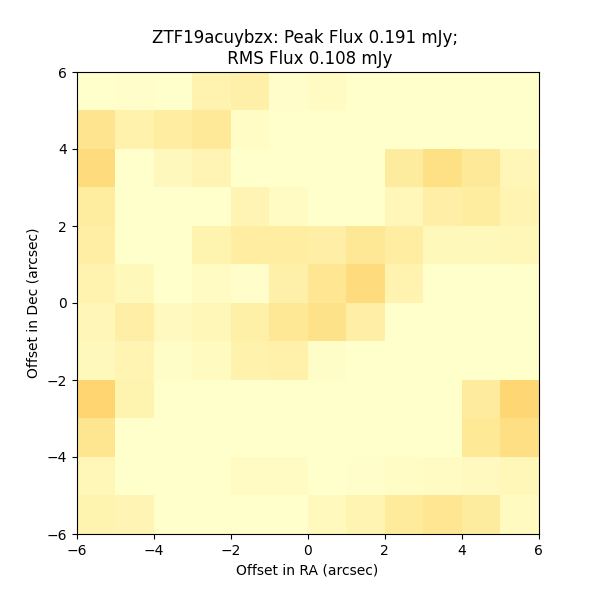 ZTF19acuybzx: Peak Flux 0.191 mJy;
RMS Flux 0.108 mJy
6
4
2
0
−2
−4
−6
Offset in Dec (arcsec)
−6 −4 −2 0 2 4 6
Offset in RA (arcsec)